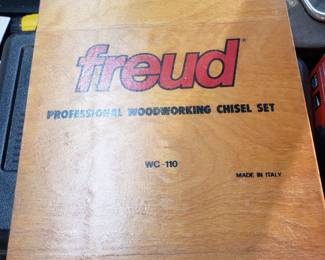 freud®
PROFESSIONAL WOODWORKING CHISEL SET
WC-110
MADE IN ITALY